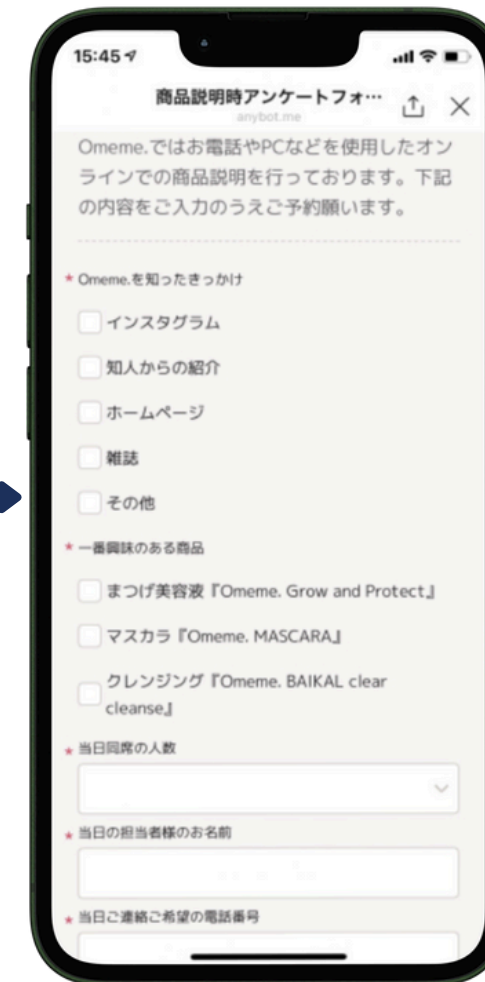 15:45
商品説明時アンケートフォ…
anybot.me
Omeme.ではお電話やPCなどを使用したオン
ラインでの商品説明を行っております。下記
の内容をご入力のうえご予約願います。
* Omeme.を知ったきっかけ
インスタグラム
知人からの紹介
ホームページ
雑誌
その他
* 一番興味のある商品
まつげ美容液『Omeme. Grow and Protect』
マスカラ『Omeme. MASCARA』
クレンジング『Omeme. BAIKAL clear
cleanse』
* 当日同席の人数
* 当日の担当者様のお名前
* 当日ご連絡ご希望の電話番号